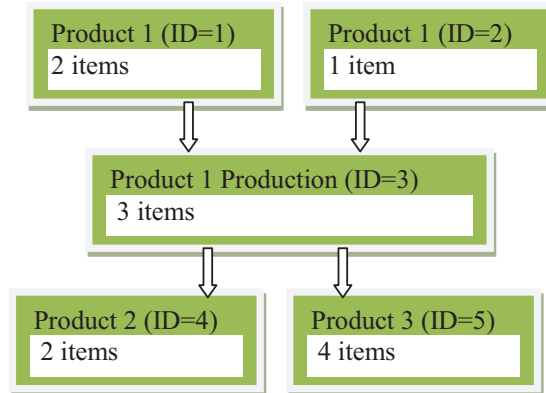 Product 1 (ID=1)
2 items
Product 1 (ID=2)
1 item
Product 1 Production (ID=3)
3 items
Product 2 (ID=4)
2 items
Product 3 (ID=5)
4 items